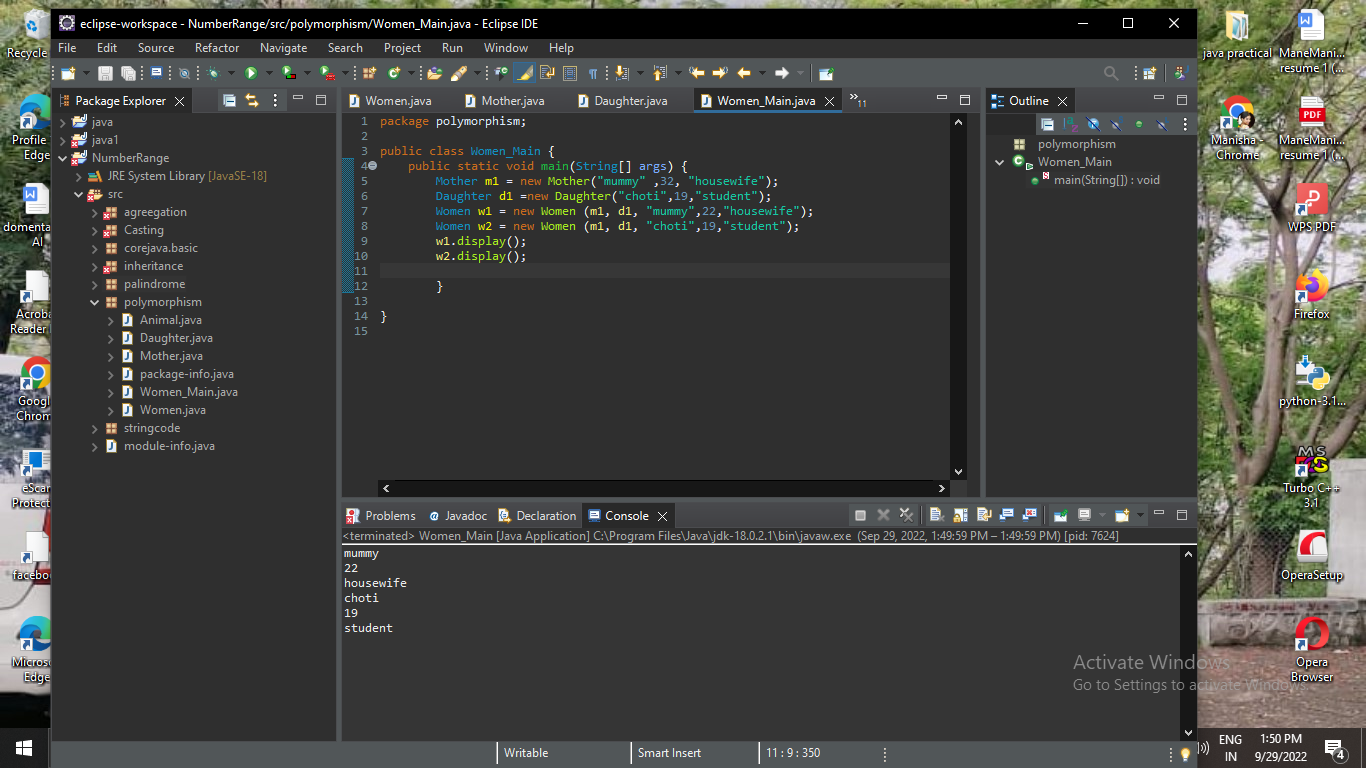 eclipse-workspace - NumberRange/src/polymorphism/Women_Main.java - Eclipse IDE
File Edit Source Refactor Navigate Search Project Run Window Help
Package Explorer
java
java1
NumberRange
JRE System Library [JavaSE-18]
src
agreegation
Casting
corejava.basic
inheritance
palindrome
polymorphism
Animal.java
Daughter.java
Mother.java
package-info.java
Women_Main.java
Women.java
stringcode
module-info.java
Women.java Mother.java Daughter.java Women_Main.java 11
1 package polymorphism;
2
3 public class Women_Main {
4 public static void main(String[] args) {
5 Mother m1 = new Mother("mummy" ,32, "housewife");
6 Daughter d1 =new Daughter("choti",19,"student");
7 Women w1 = new Women (m1, d1, "mummy",22,"housewife");
8 Women w2 = new Women (m1, d1, "choti",19,"student");
9 w1.display();
10 w2.display();
11
12 }
13
14 }
15
Outline
polymorphism
Women_Main
main(String[]) : void
Problems Javadoc Declaration Console
<terminated> Women_Main [Java Application] C:\Program Files\Java\jdk-18.0.2.1\bin\javaw.exe (Sep 29, 2022, 1:49:59 PM – 1:49:59 PM) [pid: 7624]
mummy
22
housewife
choti
19
student
Writable Smart Insert 11 : 9 : 350
Recycle
Profile
Edge
domenta
AI
Acroba
Reader
Googl
Chrom
eScan
Protect
facebo
Micros
Edge
java practical
ManeMani...
resume 1 (...
Manisha -
Chrome
PDF
ManeMani...
resume 1 (...
WPS PDF
Firefox
python-3.1...
Turbo C++
3.1
OperaSetup
Opera
Browser
Activate Windows
Go to Settings to activate Windows.
ENG
IN
1:50 PM
9/29/2022
4